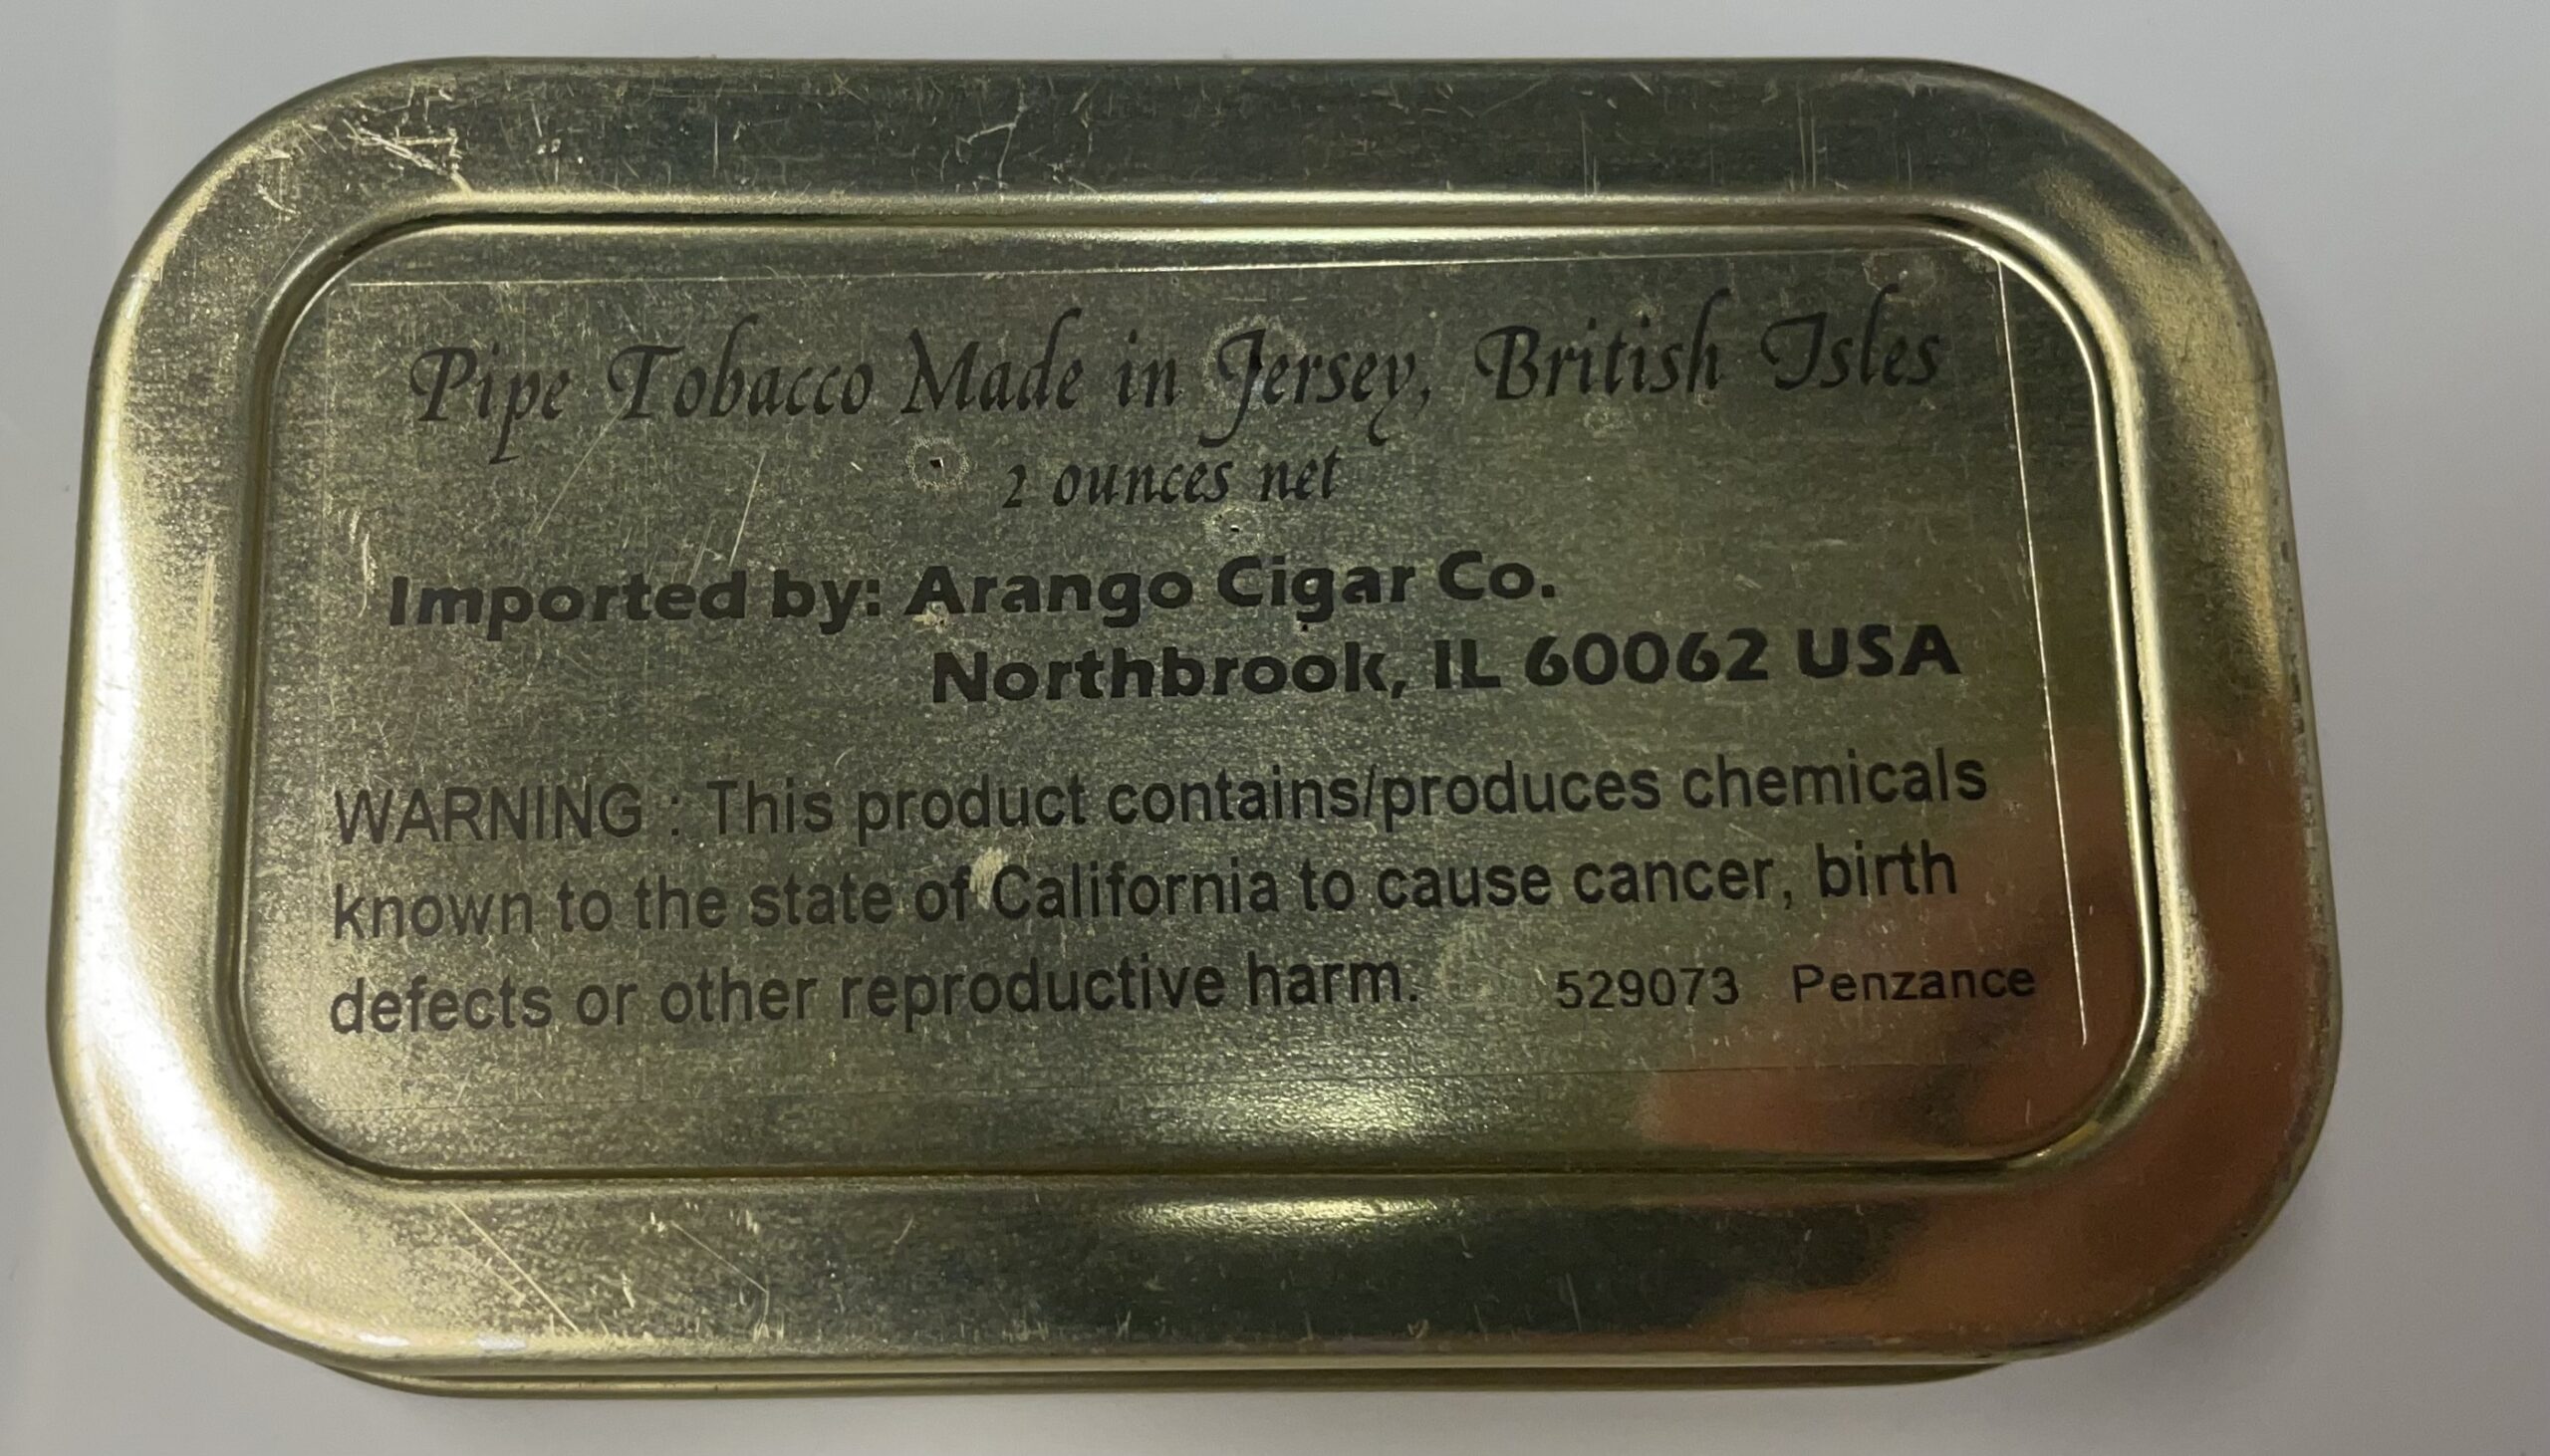 Pipe Tobacco Made in Jersey, British Isles
2 ounces net
Imported by: Arango Cigar Co.
Northbrook, IL 60062 USA
WARNING : This product contains/produces chemicals
known to the state of California to cause cancer, birth
defects or other reproductive harm. 529073 Penzance